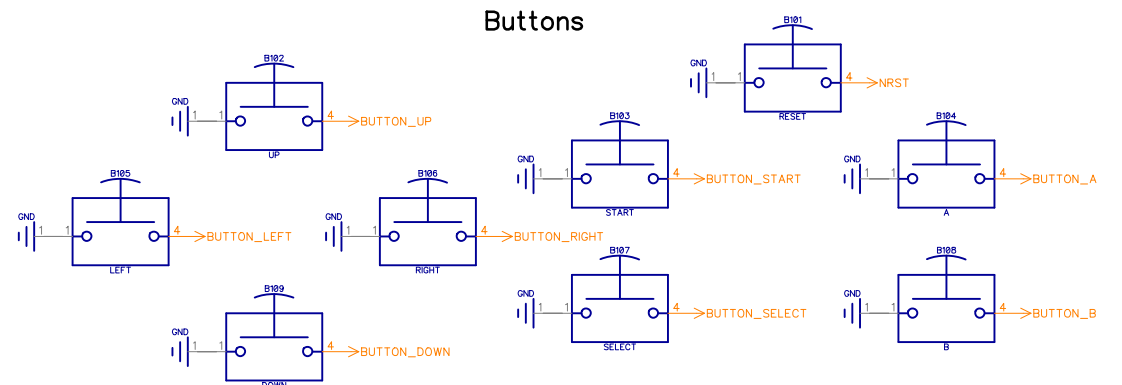 Buttons
B101
GND
1
1
4
NRST
RESET
B102
GND
1
1
4
BUTTON_UP
UP
B103
GND
1
1
4
BUTTON_START
START
B104
GND
1
1
4
BUTTON_A
A
B105
GND
1
1
4
BUTTON_LEFT
LEFT
B106
GND
1
1
4
BUTTON_RIGHT
RIGHT
B107
GND
1
1
4
BUTTON_SELECT
SELECT
B108
GND
1
1
4
BUTTON_B
B
B109
GND
1
1
4
BUTTON_DOWN
DOWN